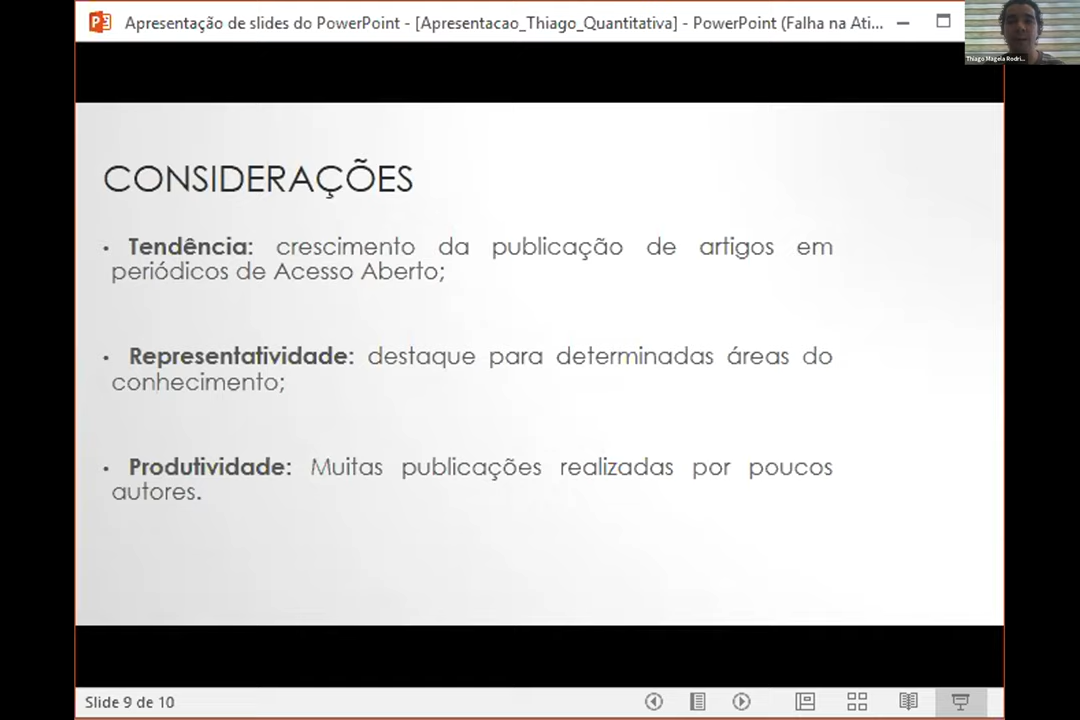 Apresentação de slides do PowerPoint - [Apresentacao_Thiago_Quantitativa] - PowerPoint (Falha na Ati...
Thiago Magela Rodri...
CONSIDERAÇÕES
• Tendência: crescimento da publicação de artigos em
periódicos de Acesso Aberto;
• Representatividade: destaque para determinadas áreas do
conhecimento;
• Produtividade: Muitas publicações realizadas por poucos
autores.
Slide 9 de 10